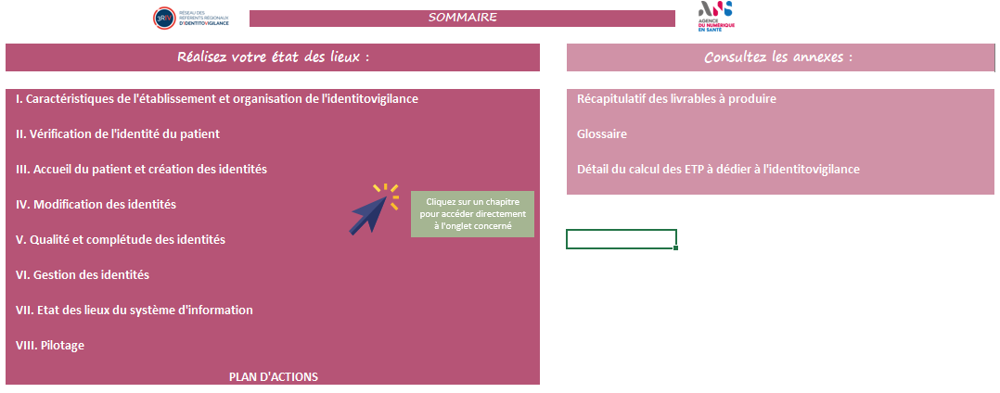 3RIV
RÉSEAU DES
RÉFÉRENTS RÉGIONAUX
D'IDENTITOVIGILANCE
SOMMAIRE
ANS
AGENCE
DU NUMÉRIQUE
EN SANTÉ
Réalisez votre état des lieux :
I. Caractéristiques de l'établissement et organisation de l'identitovigilance
II. Vérification de l'identité du patient
III. Accueil du patient et création des identités
IV. Modification des identités
Cliquez sur un chapitre
pour accéder directement
à l'onglet concerné
V. Qualité et complétude des identités
VI. Gestion des identités
VII. Etat des lieux du système d'information
VIII. Pilotage
PLAN D'ACTIONS
Consultez les annexes :
Récapitulatif des livrables à produire
Glossaire
Détail du calcul des ETP à dédier à l'identitovigilance